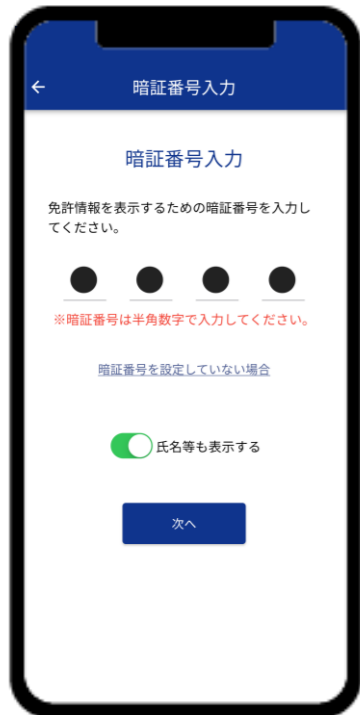 暗証番号入力
暗証番号入力
免許情報を表示するための暗証番号を入力し
てください。
※暗証番号は半角数字で入力してください。
暗証番号を設定していない場合
氏名等も表示する
次へ